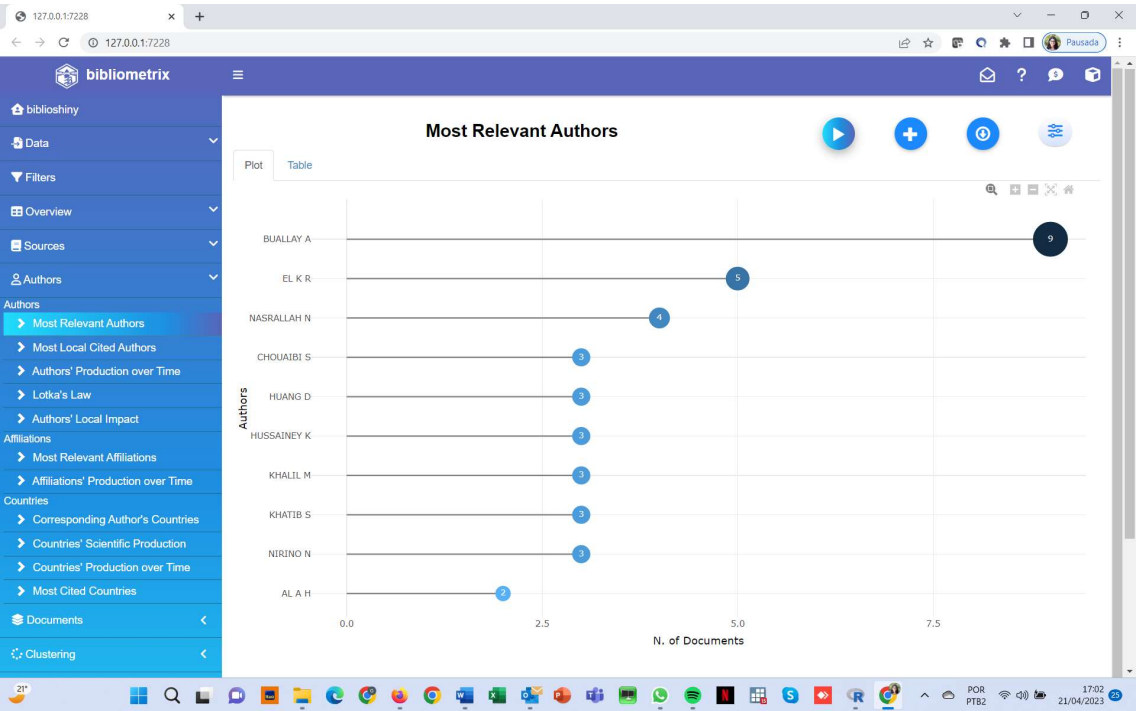 127.0.0.1:7228
127.0.0.1:7228
Pausada
bibliometrix
biblioshiny
Data
Filters
Overview
Sources
Authors
Authors
Most Relevant Authors
Most Local Cited Authors
Authors' Production over Time
Lotka's Law
Authors' Local Impact
Affiliations
Most Relevant Affiliations
Affiliations' Production over Time
Countries
Corresponding Author's Countries
Countries' Scientific Production
Countries' Production over Time
Most Cited Countries
Documents
Clustering
Most Relevant Authors
Plot Table
Authors
BUALLAY A 9
EL K R 5
NASRALLAH N 4
CHOUAIBI S 3
HUANG D 3
HUSSAINEY K 3
KHALIL M 3
KHATIB S 3
NIRINO N 3
AL A H 2
0.0 2.5 5.0 7.5
N. of Documents
21°
POR
PTB2
17:02
21/04/2023
25